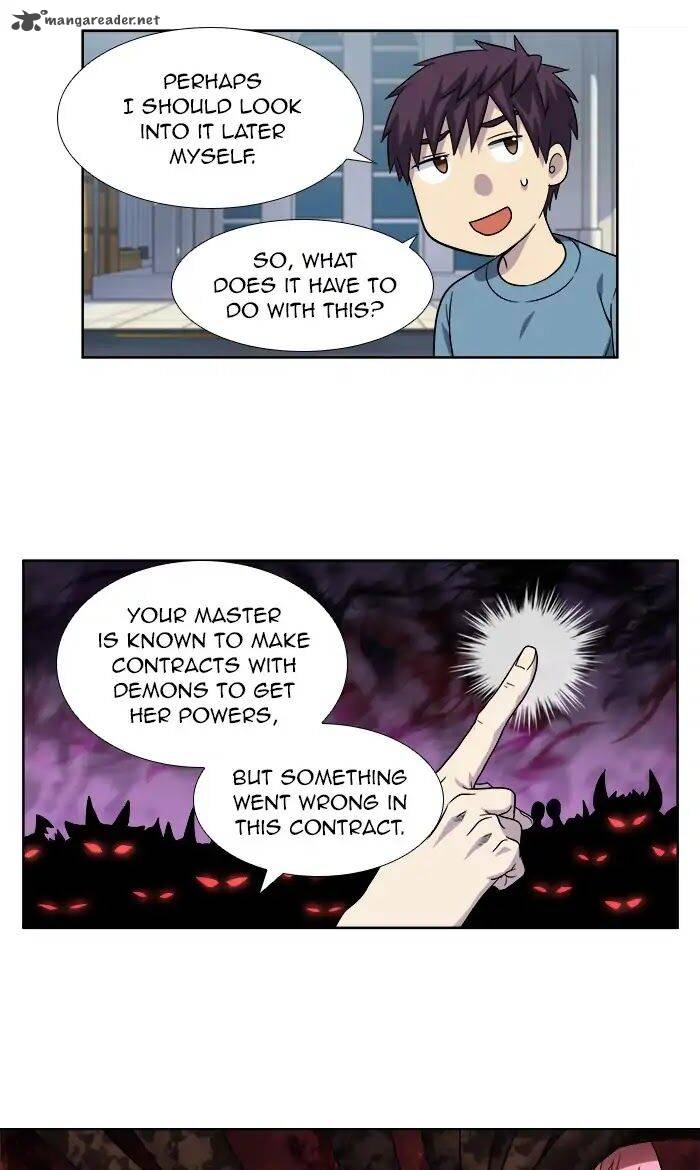 mangareader.net
PERHAPS
I SHOULD LOOK
INTO IT LATER
MYSELF.
SO, WHAT
DOES IT HAVE TO
DO WITH THIS?
YOUR MASTER
IS KNOWN TO MAKE
CONTRACTS WITH
DEMONS TO GET
HER POWERS,
BUT SOMETHING
WENT WRONG IN
THIS CONTRACT.